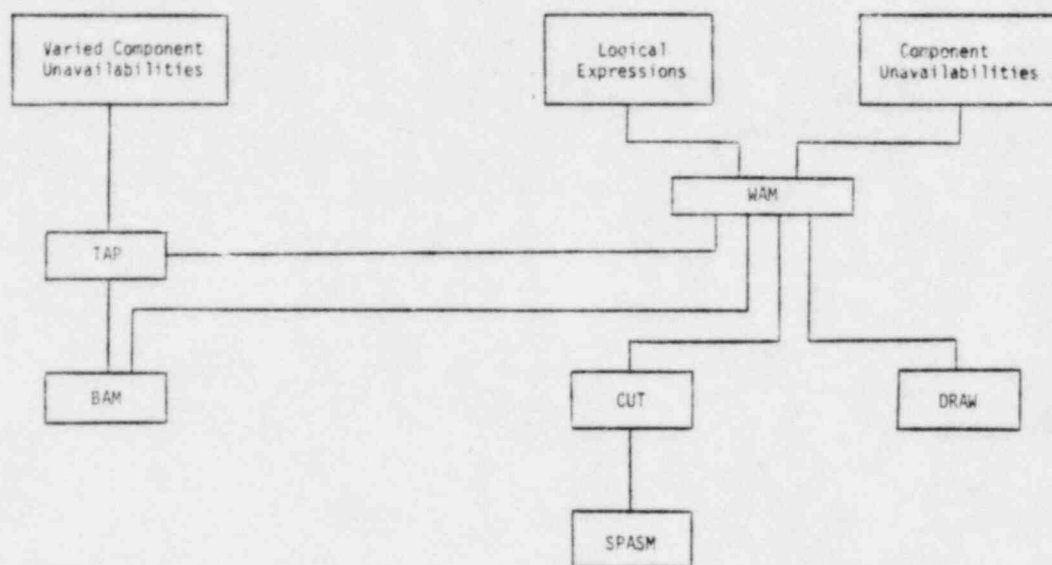 Varied Component
Unavailabilities
Logical
Expressions
Component
Unavailabilities
WAM
TAP
BAM
CUT
DRAW
SPASM